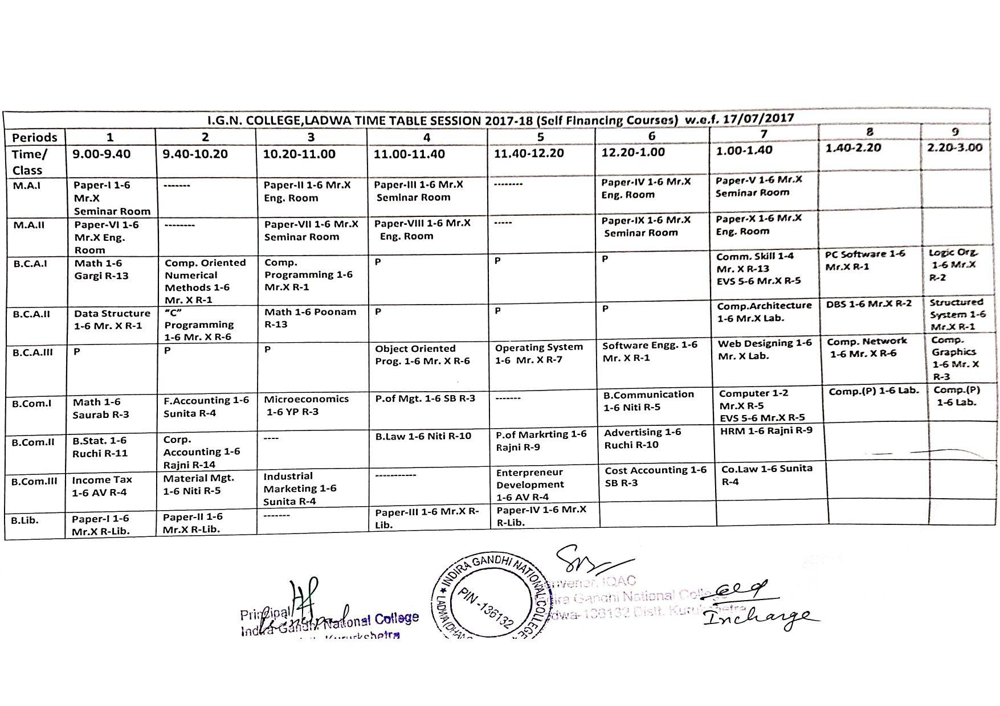 I.G.N. COLLEGE,LADWA TIME TABLE SESSION 2017-18 (Self Financing Courses) w.e.f. 17/07/2017
Periods 1 2 3 4 5 6 7 8 9
Time/ Class 9.00-9.40 9.40-10.20 10.20-11.00 11.00-11.40 11.40-12.20 12.20-1.00 1.00-1.40 1.40-2.20 2.20-3.00
M.A.I
Paper-I 1-6
Mr.X
Seminar Room
-------
Paper-II 1-6 Mr.X
Eng. Room
Paper-III 1-6 Mr.X
Seminar Room
--------
Paper-IV 1-6 Mr.X
Eng. Room
Paper-V 1-6 Mr.X
Seminar Room
M.A.II
Paper-VI 1-6
Mr.X Eng.
Room
--------
Paper-VII 1-6 Mr.X
Seminar Room
Paper-VIII 1-6 Mr.X
Eng. Room
-----
Paper-IX 1-6 Mr.X
Seminar Room
Paper-X 1-6 Mr.X
Eng. Room
B.C.A.I
Math 1-6
Gargi R-13
Comp. Oriented
Numerical
Methods 1-6
Mr. X R-1
Comp.
Programming 1-6
Mr.X R-1
P
P
P
Comm. Skill 1-4
Mr. X R-13
EVS 5-6 Mr.X R-5
PC Software 1-6
Mr.X R-1
Logic Org.
1-6 Mr.X
R-2
B.C.A.II
Data Structure
1-6 Mr. X R-1
“C”
Programming
1-6 Mr. X R-6
Math 1-6 Poonam
R-13
P
P
P
Comp.Architecture
1-6 Mr.X Lab.
DBS 1-6 Mr.X R-2
Structured
System 1-6
Mr.X R-1
B.C.A.III
P
P
P
Object Oriented
Prog. 1-6 Mr. X R-6
Operating System
1-6 Mr. X R-7
Software Engg. 1-6
Mr. X R-1
Web Designing 1-6
Mr. X Lab.
Comp. Network
1-6 Mr. X R-6
Comp.
Graphics
1-6 Mr. X
R-3
B.Com.I
Math 1-6
Saurab R-3
F.Accounting 1-6
Sunita R-4
Microeconomics
1-6 YP R-3
P.of Mgt. 1-6 SB R-3
-------
B.Communication
1-6 Niti R-5
Computer 1-2
Mr.X R-5
EVS 5-6 Mr.X R-5
Comp.(P) 1-6 Lab.
Comp.(P)
1-6 Lab.
B.Com.II
B.Stat. 1-6
Ruchi R-11
Corp.
Accounting 1-6
Rajni R-14
----
B.Law 1-6 Niti R-10
P.of Markrting 1-6
Rajni R-9
Advertising 1-6
Ruchi R-10
HRM 1-6 Rajni R-9
B.Com.III
Income Tax
1-6 AV R-4
Material Mgt.
1-6 Niti R-5
Industrial
Marketing 1-6
Sunita R-4
-----------
Enterpreneur
Development
1-6 AV R-4
Cost Accounting 1-6
SB R-3
Co.Law 1-6 Sunita
R-4
B.Lib.
Paper-I 1-6
Mr.X R-Lib.
Paper-II 1-6
Mr.X R-Lib.
-------
Paper-III 1-6 Mr.X R-
Lib.
Paper-IV 1-6 Mr.X
R-Lib.
Principal
Principal
Indira Gandhi National College
Kururkshetra
INDIRA GANDHI NATIONAL COLLEGE
LADWA
PIN-136132
IQAC
Gandhi National College
136132 Distt. Kurukshetra
Incharge